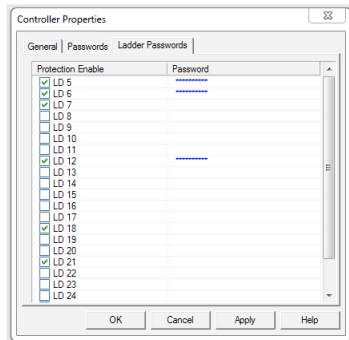 Controller Properties
General Passwords Ladder Passwords
Protection Enable Password
LD 5 **********
LD 6 **********
LD 7
LD 8
LD 9
LD 10
LD 11
LD 12 **********
LD 13
LD 14
LD 15
LD 16
LD 17
LD 18
LD 19
LD 20
LD 21
LD 22
LD 23
LD 24
OK Cancel Apply Help